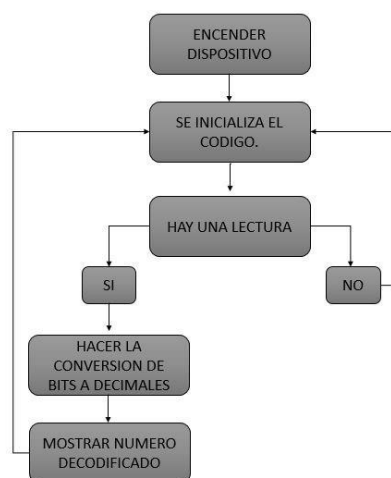 ENCENDER
DISPOSITIVO
SE INICIALIZA EL
CODIGO.
HAY UNA LECTURA
SI
NO
HACER LA
CONVERSION DE
BITS A DECIMALES
MOSTRAR NUMERO
DECODIFICADO